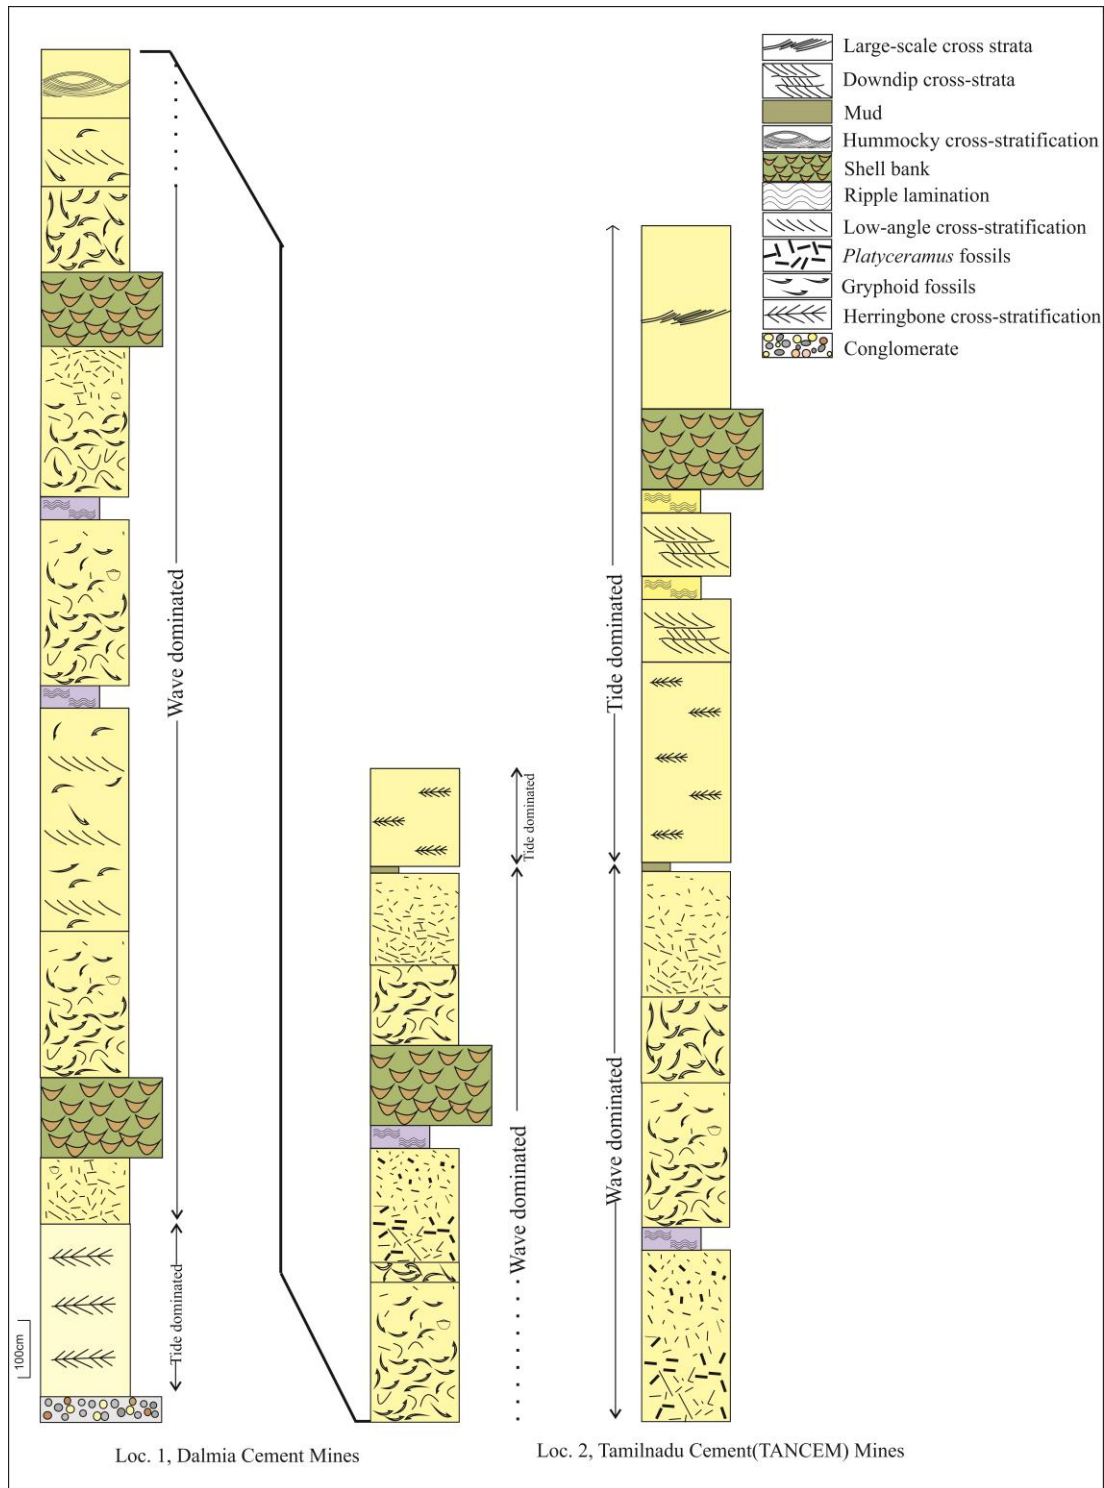 Large-scale cross strata
Downdip cross-strata
Mud
Hummocky cross-stratification
Shell bank
Ripple lamination
Low-angle cross-stratification
Platyceramus fossils
Gryphoid fossils
Herringbone cross-stratification
Conglomerate
Wave dominated
Tide dominated
100cm
Tide dominated
Wave dominated
Tide dominated
Wave dominated
Loc. 1, Dalmia Cement Mines
Loc. 2, Tamilnadu Cement(TANCEM) Mines